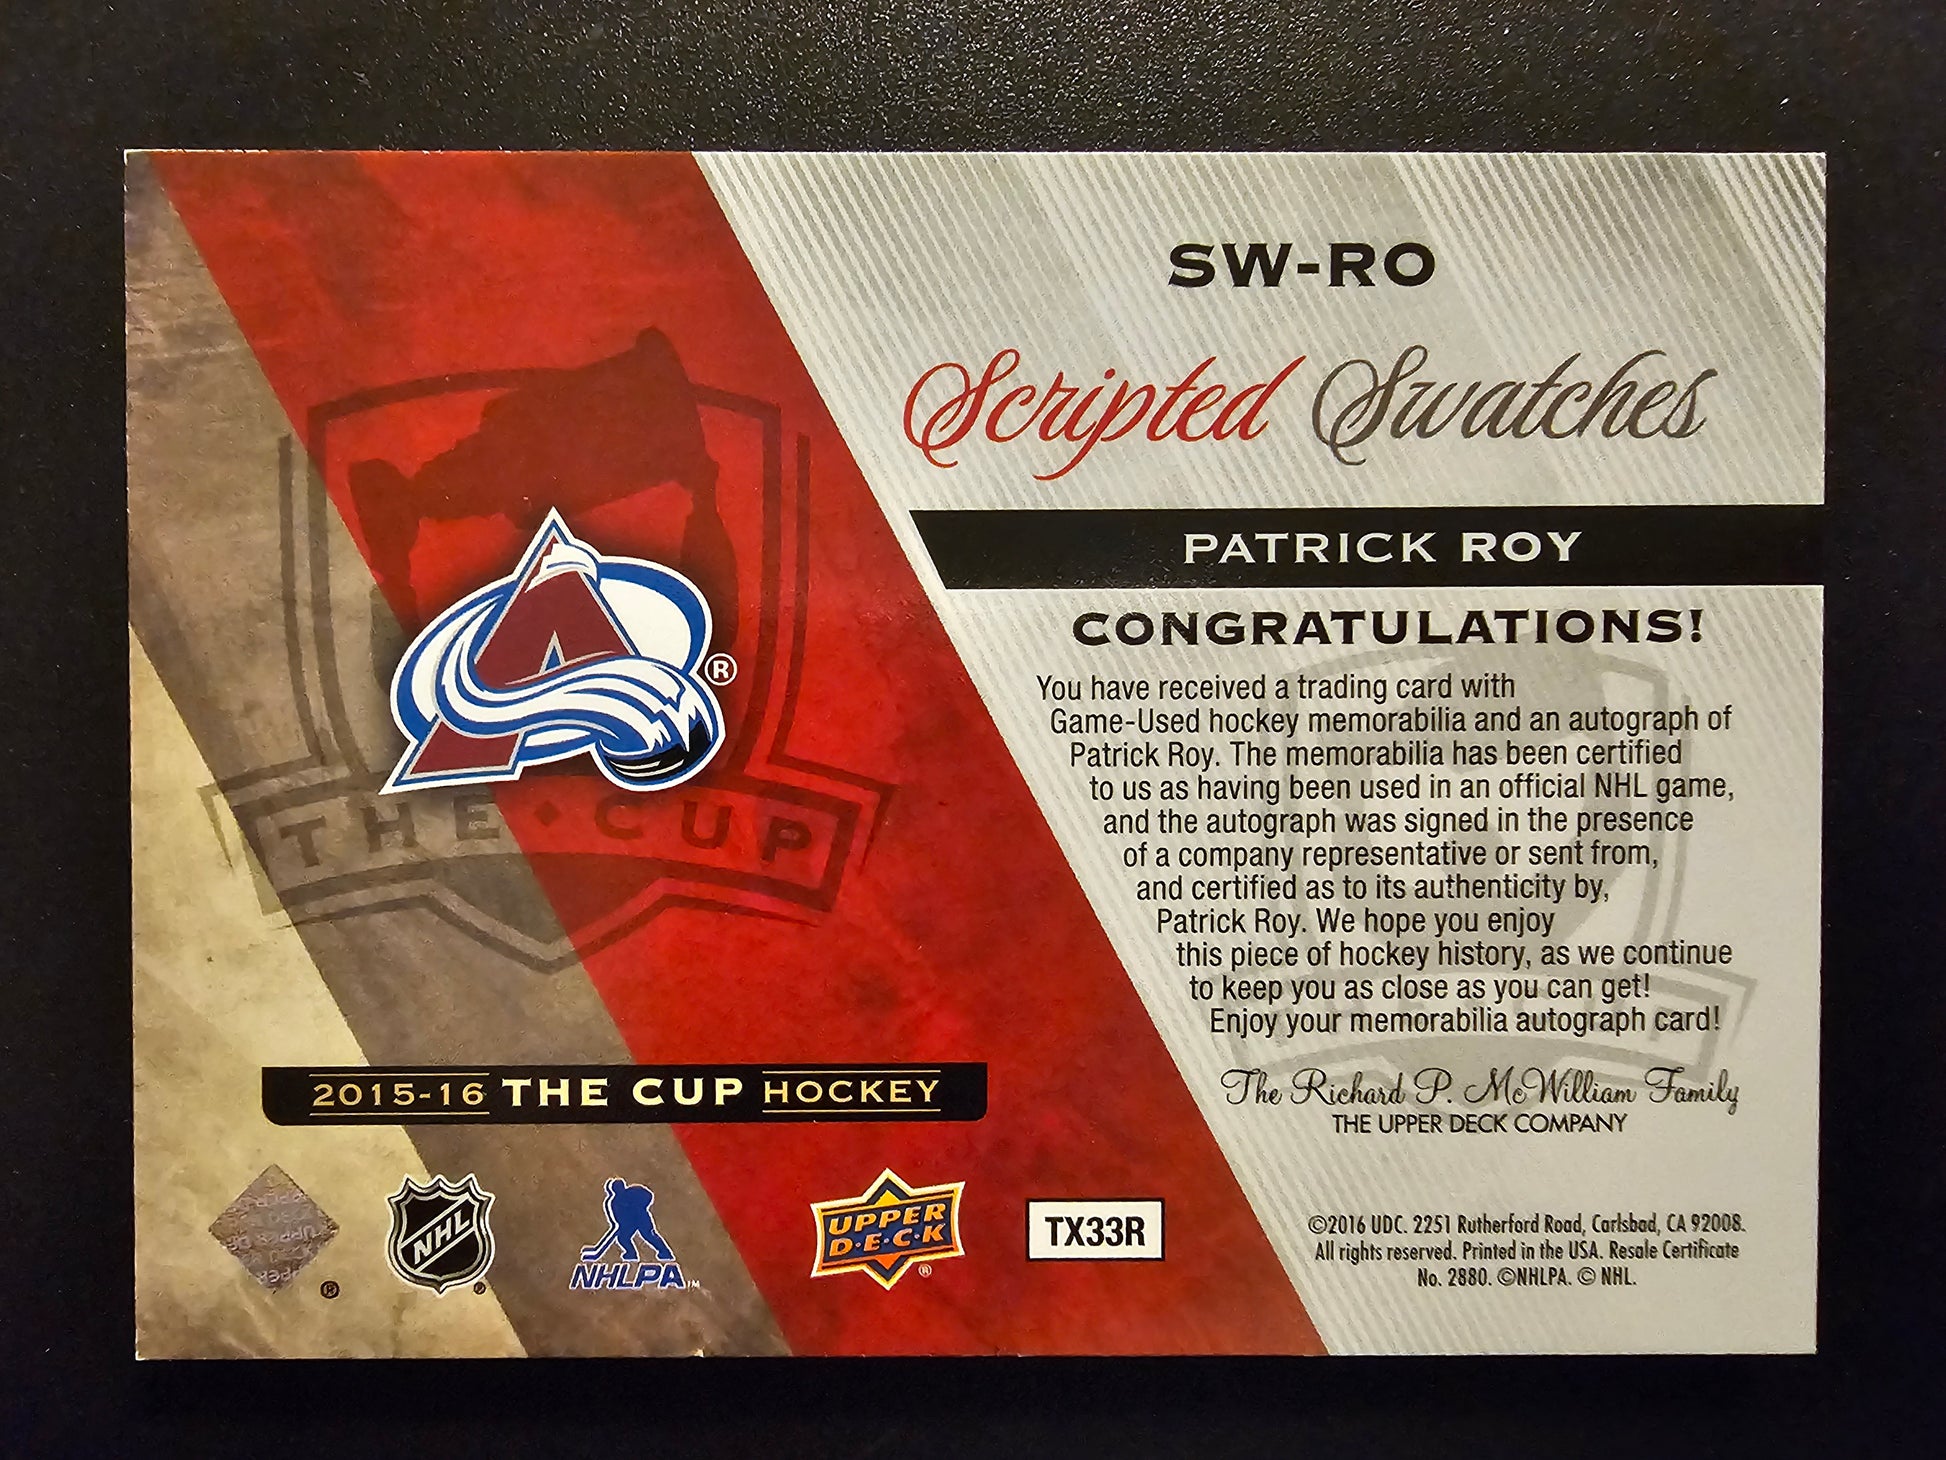 SW-RO
Scripted Swatches
PATRICK ROY
CONGRATULATIONS!
You have received a trading card with
Game-Used hockey memorabilia and an autograph of
Patrick Roy. The memorabilia has been certified
to us as having been used in an official NHL game,
and the autograph was signed in the presence
of a company representative or sent from,
and certified as to its authenticity by,
Patrick Roy. We hope you enjoy
this piece of hockey history, as we continue
to keep you as close as you can get!
Enjoy your memorabilia autograph card!
The Richard P. McWilliam Family
THE UPPER DECK COMPANY
A ®
THE CUP
2015-16 THE CUP HOCKEY
®
NHL
NHLPA™
UPPER
D·E·C·K
®
TX33R
©2016 UDC. 2251 Rutherford Road, Carlsbad, CA 92008.
All rights reserved. Printed in the USA. Resale Certificate
No. 2880. ©NHLPA. © NHL.